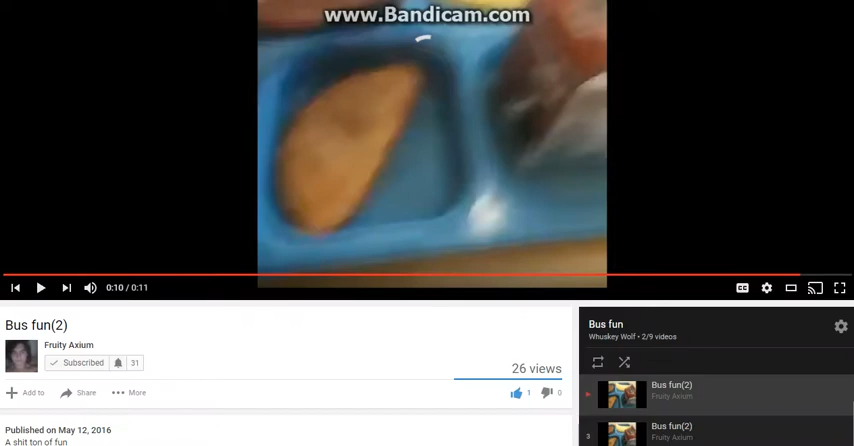 www.Bandicam.com
0:10 / 0:11
CC
Bus fun(2)
Fruity Axium
Subscribed 31
26 views
Add to Share More 1 0
Published on May 12, 2016
A shit ton of fun
Bus fun
Whuskey Wolf • 2/9 videos
Bus fun(2)
Fruity Axium
3 Bus fun(2)
Fruity Axium